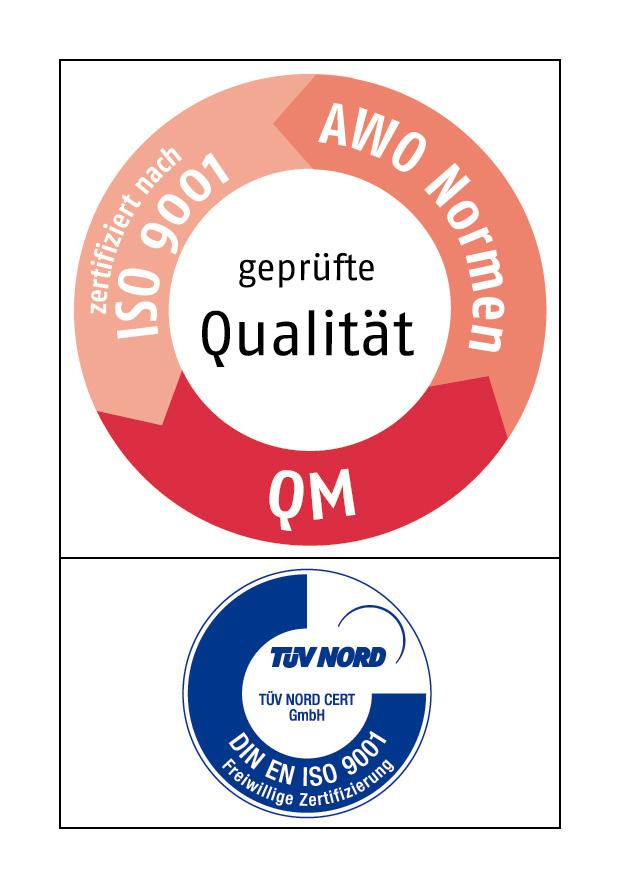 zertifiziert nach
ISO 9001
AWO Normen
geprüfte
Qualität
QM
TÜV NORD
TÜV NORD CERT
GmbH
DIN EN ISO 9001
Freiwillige Zertifizierung